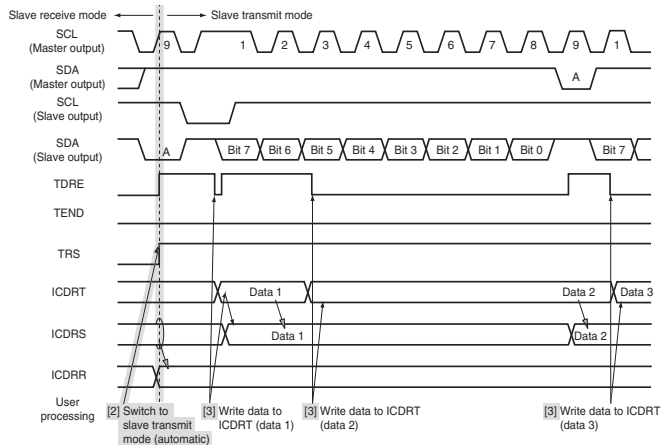 Slave receive mode
Slave transmit mode
SCL
(Master output)
9
1
2
3
4
5
6
7
8
9
1
SDA
(Master output)
A
SCL
(Slave output)
SDA
(Slave output)
A
Bit 7
Bit 6
Bit 5
Bit 4
Bit 3
Bit 2
Bit 1
Bit 0
Bit 7
TDRE
TEND
TRS
ICDRT
Data 1
Data 2
Data 3
ICDRS
Data 1
Data 2
ICDRR
User
processing
[2] Switch to
slave transmit
mode (automatic)
[3] Write data to
ICDRT (data 1)
[3] Write data to ICDRT
(data 2)
[3] Write data to ICDRT
(data 3)